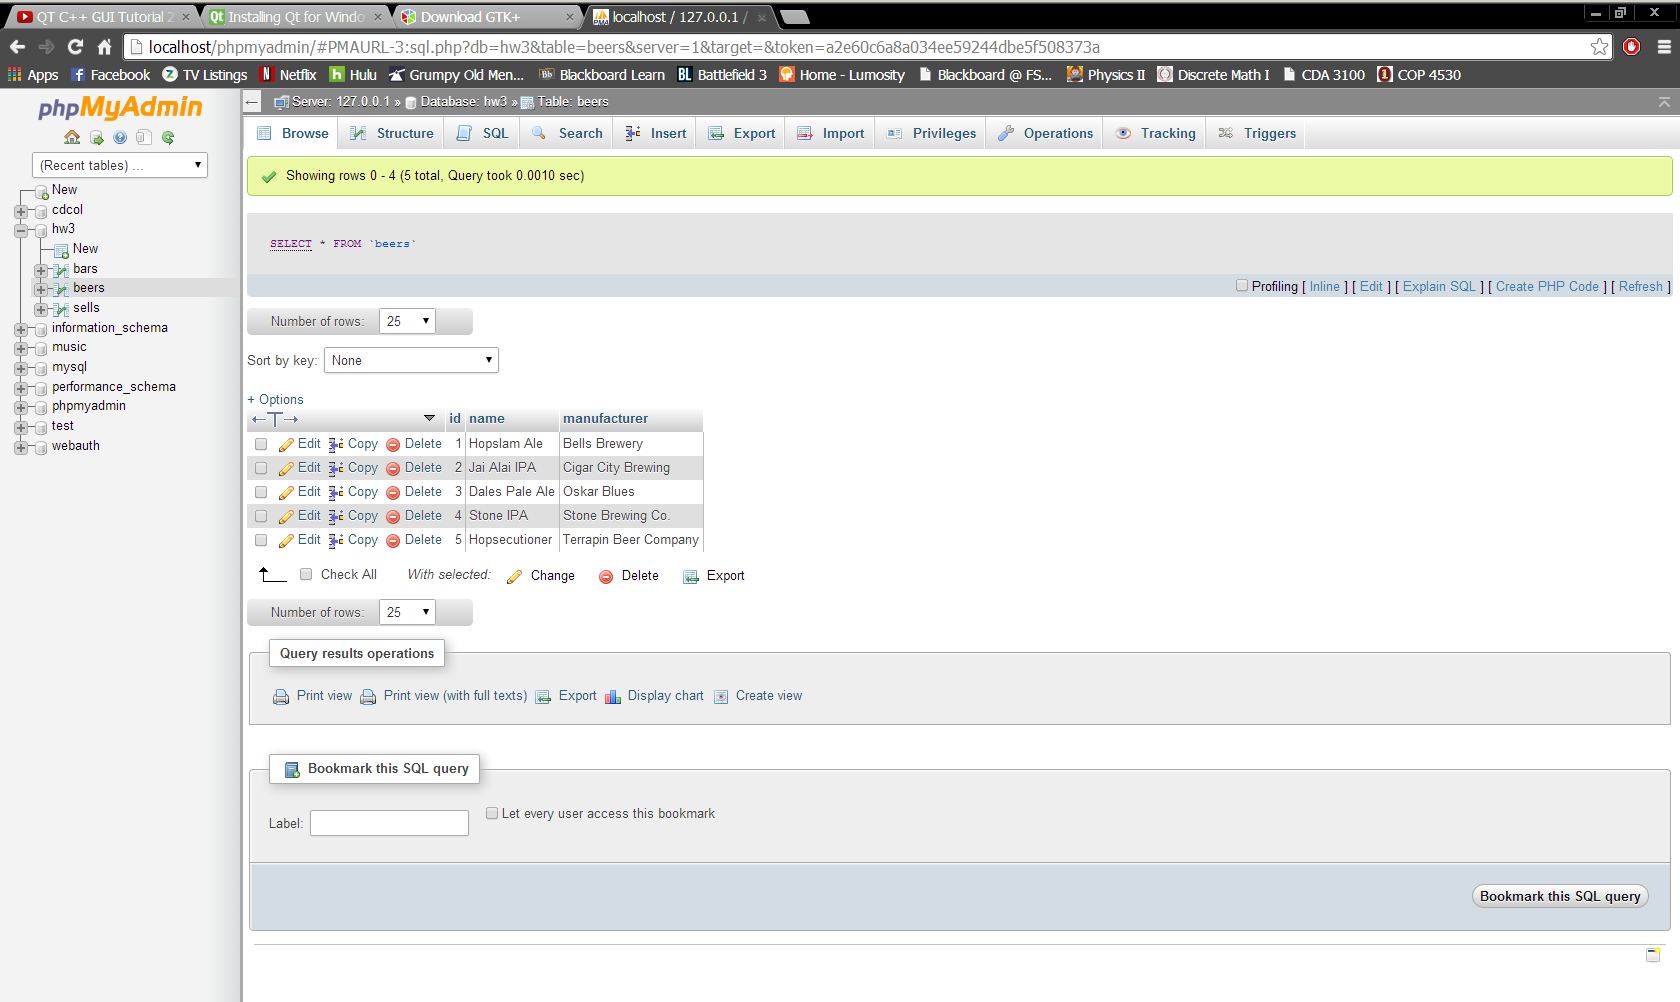 QT C++ GUI Tutorial 2
Installing Qt for Windo
Download GTK+
localhost / 127.0.0.1 /
localhost/phpmyadmin/#PMAURL-3:sql.php?db=hw3&table=beers&server=1&target=&token=a2e60c6a8a034ee59244dbe5f508373a
Apps Facebook TV Listings Netflix Hulu Grumpy Old Men... Bb Blackboard Learn BL Battlefield 3 Home - Lumosity Blackboard @ FS... Physics II Discrete Math I CDA 3100 COP 4530
phpMyAdmin
(Recent tables) ...
New
cdcol
hw3
New
bars
beers
sells
information_schema
music
mysql
performance_schema
phpmyadmin
test
webauth
Server: 127.0.0.1 » Database: hw3 » Table: beers
Browse Structure SQL Search Insert Export Import Privileges Operations Tracking Triggers
Showing rows 0 - 4 (5 total, Query took 0.0010 sec)
SELECT * FROM `beers`
Profiling [ Inline ] [ Edit ] [ Explain SQL ] [ Create PHP Code ] [ Refresh ]
Number of rows: 25
Sort by key: None
+ Options
←T→ id name manufacturer
Edit Copy Delete 1 Hopslam Ale Bells Brewery
Edit Copy Delete 2 Jai Alai IPA Cigar City Brewing
Edit Copy Delete 3 Dales Pale Ale Oskar Blues
Edit Copy Delete 4 Stone IPA Stone Brewing Co.
Edit Copy Delete 5 Hopsecutioner Terrapin Beer Company
Check All With selected: Change Delete Export
Number of rows: 25
Query results operations
Print view Print view (with full texts) Export Display chart Create view
Bookmark this SQL query
Label: Let every user access this bookmark
Bookmark this SQL query